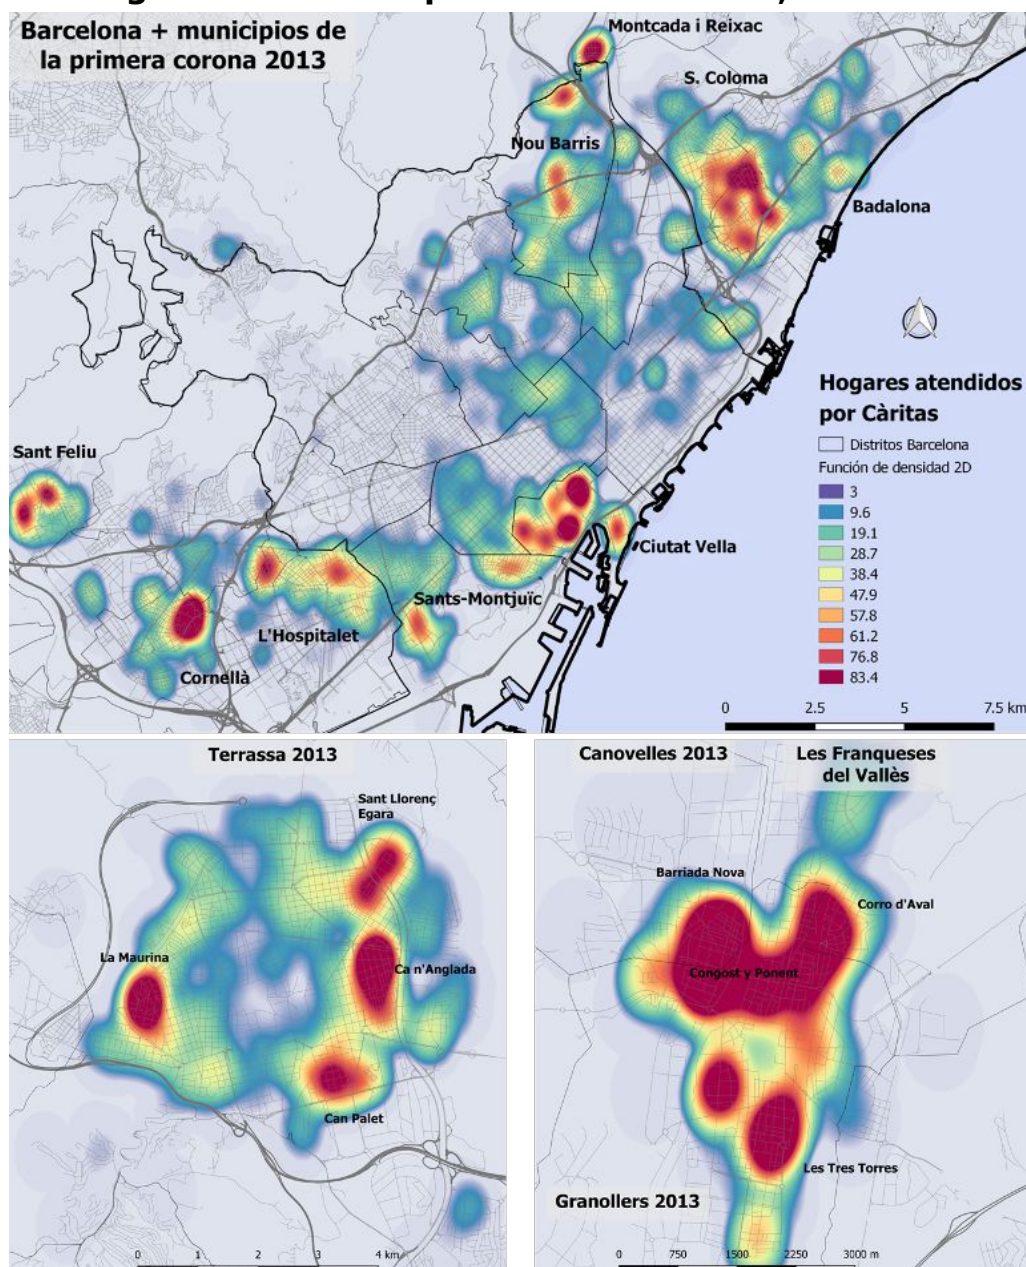 Barcelona + municipios de
la primera corona 2013
Montcada i Reixac
S. Coloma
Nou Barris
Badalona
Sant Feliu
Hogares atendidos
por Càritas
Distritos Barcelona
Función de densidad 2D
3
9.6
19.1
28.7
38.4
47.9
57.8
61.2
76.8
83.4
Ciutat Vella
Sants-Montjuïc
L'Hospitalet
Cornellà
0 2.5 5 7.5 km
Terrassa 2013
Sant Llorenç
Egara
La Maurina
Ca n'Anglada
Can Palet
0 1 2 3 4 km
Canovelles 2013
Les Franqueses
del Vallès
Barriada Nova
Corro d'Aval
Congost y Ponent
Les Tres Torres
Granollers 2013
0 750 1500 2250 3000 m